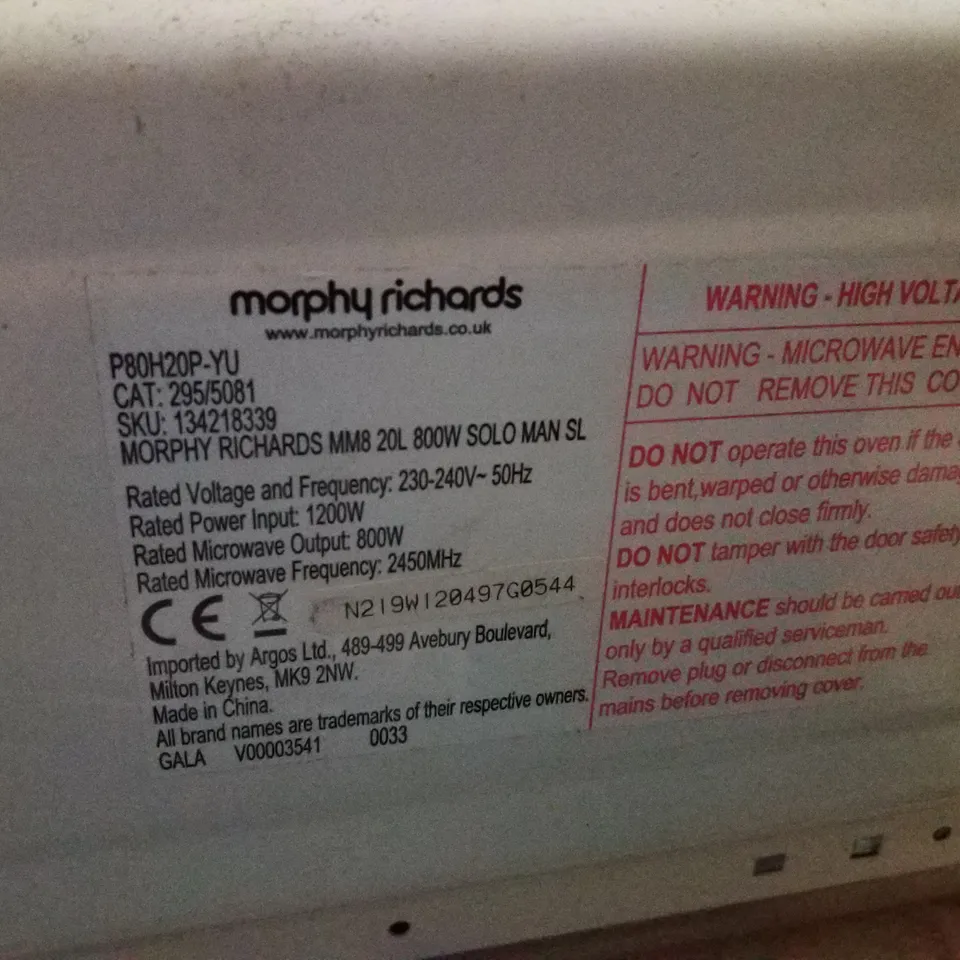 morphy richards
www.morphyrichards.co.uk
P80H20P-YU
CAT: 295/5081
SKU: 134218339
MORPHY RICHARDS MM8 20L 800W SOLO MAN SL
Rated Voltage and Frequency: 230-240V~ 50Hz
Rated Power Input: 1200W
Rated Microwave Output: 800W
Rated Microwave Frequency: 2450MHz
CE
N219W120497G0544
Imported by Argos Ltd., 489-499 Avebury Boulevard,
Milton Keynes, MK9 2NW.
Made in China.
All brand names are trademarks of their respective owners.
GALA V00003541 0033
WARNING - HIGH VOLTA
WARNING - MICROWAVE EN
DO NOT REMOVE THIS CO
DO NOT operate this oven if the
is bent,warped or otherwise dama
and does not close firmly.
DO NOT tamper with the door safety
interlocks.
MAINTENANCE should be carried ou
only by a qualified serviceman.
Remove plug or disconnect from the
mains before removing cover.